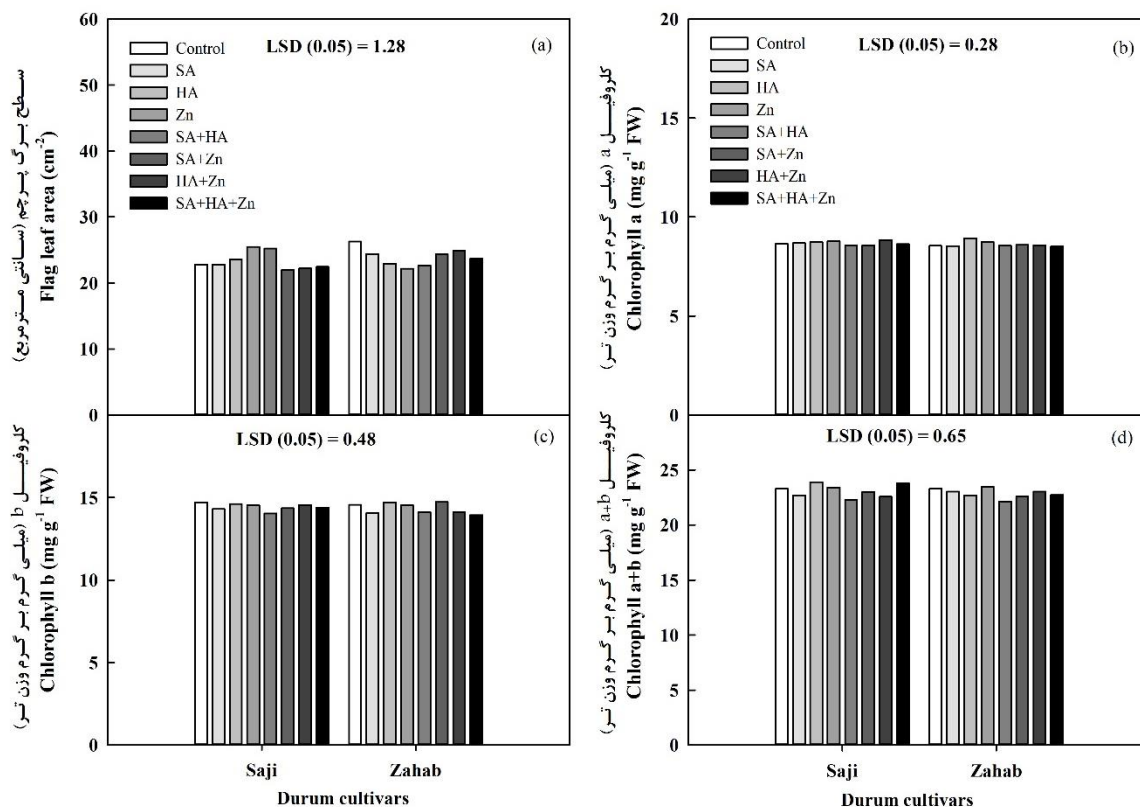 سطح برگ پرچم (سانتی مترمربع)
Flag leaf area (cm⁻²)
60
50
40
30
20
10
0
LSD (0.05) = 1.28
(a)
Control
SA
HA
Zn
SA+HA
SA+Zn
HA+Zn
SA+HA+Zn
کلروفیل a (میلی گرم بر گرم وزن تر)
Chlorophyll a (mg g⁻¹ FW)
20
15
10
5
0
LSD (0.05) = 0.28
(b)
Control
SA
HA
Zn
SA+HA
SA+Zn
HA+Zn
SA+HA+Zn
کلروفیل b (میلی گرم بر گرم وزن تر)
Chlorophyll b (mg g⁻¹ FW)
15
10
5
0
LSD (0.05) = 0.48
(c)
Saji
Zahab
Durum cultivars
کلروفیل a+b (میلی گرم بر گرم وزن تر)
Chlorophyll a+b (mg g⁻¹ FW)
25
20
15
10
5
0
LSD (0.05) = 0.65
(d)
Saji
Zahab
Durum cultivars